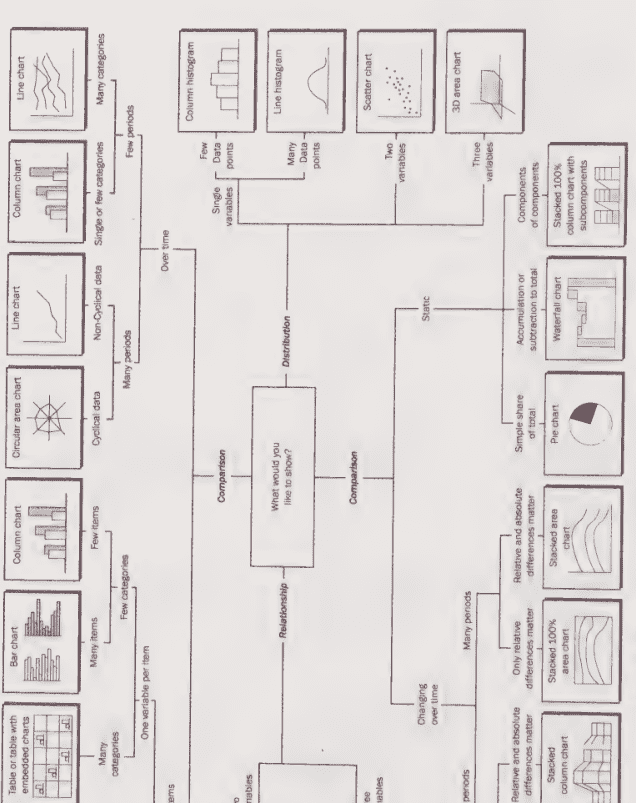 Line chart
Many categories
Column chart
Single or few categories
Few periods
Line chart
Non-Cyclical data
Circular area chart
Cyclical data
Many periods
Over time
Column chart
Few items
Bar chart
Many items
Few categories
Table or table with
embedded charts
Many
categories
One variable per item
Comparison
Column histogram
Few
Data
points
Line histogram
Many
Data
points
Single
variables
Scatter chart
Two
variables
3D area chart
Three
variables
Distribution
What would you
like to show?
Relationship
Comparison
Static
Components
of components
Stacked 100%
column chart with
subcomponents
Accumulation or
subtraction to total
Waterfall chart
Simple share
of total
Pie chart
Changing
over time
Many periods
Relative and absolute
differences matter
Stacked area
chart
Only relative
differences matter
Stacked 100%
area chart
periods
Relative and absolute
differences matter
Stacked
column chart